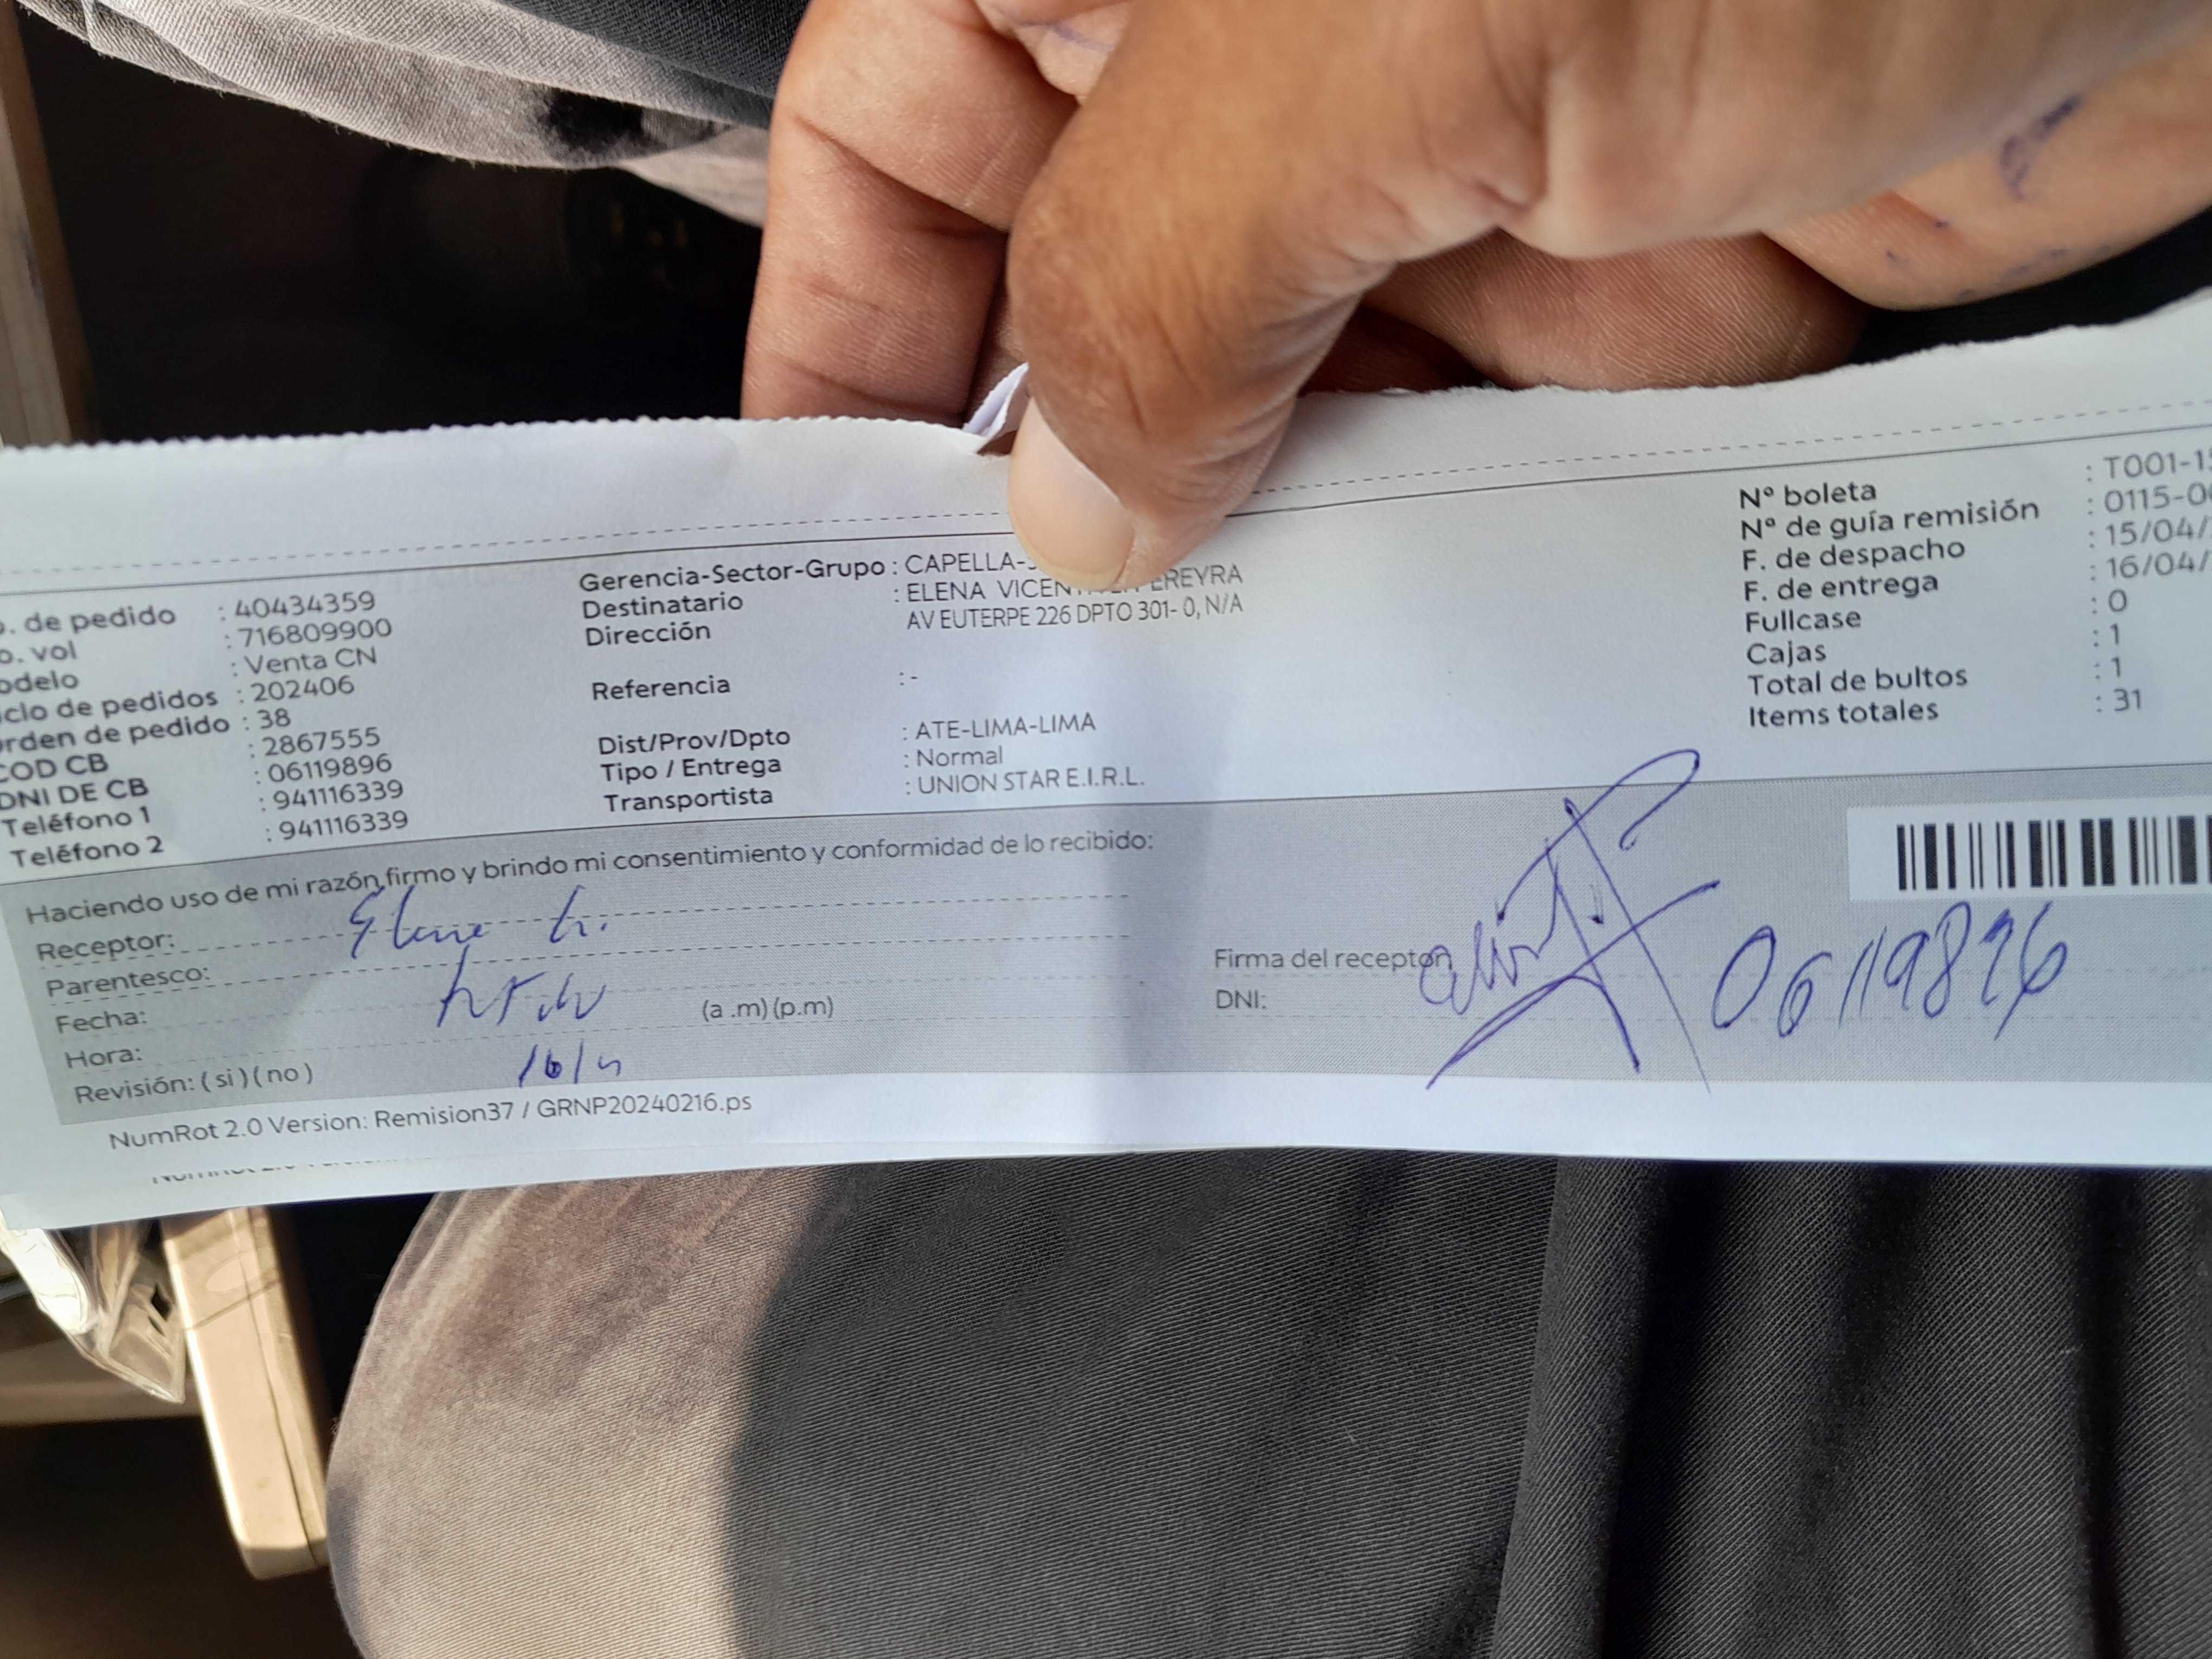 . de pedido : 40434359
o. vol : 716809900
odelo : Venta CN
iclo de pedidos : 202406
rden de pedido : 38
COD CB : 2867555
DNI DE CB : 06119896
Teléfono 1 : 941116339
Teléfono 2 : 941116339
Gerencia-Sector-Grupo : CAPELLA-
Destinatario : ELENA VICEN EREYRA
Dirección AV EUTERPE 226 DPTO 301- 0, N/A
Referencia : -
Dist/Prov/Dpto : ATE-LIMA-LIMA
Tipo / Entrega : Normal
Transportista : UNION STAR E.I.R.L.
Nº boleta : T001-1
Nº de guía remisión : 0115-0
F. de despacho : 15/04/
F. de entrega : 16/04/
Fullcase : 0
Cajas : 1
Total de bultos : 1
Items totales : 31
Haciendo uso de mi razón firmo y brindo mi consentimiento y conformidad de lo recibido:
Receptor:
Parentesco:
Fecha:
Hora: (a .m) (p.m)
Revisión: ( si ) ( no ) 16/4
Firma del receptor
DNI: 06119896
NumRot 2.0 Version: Remision37 / GRNP20240216.ps